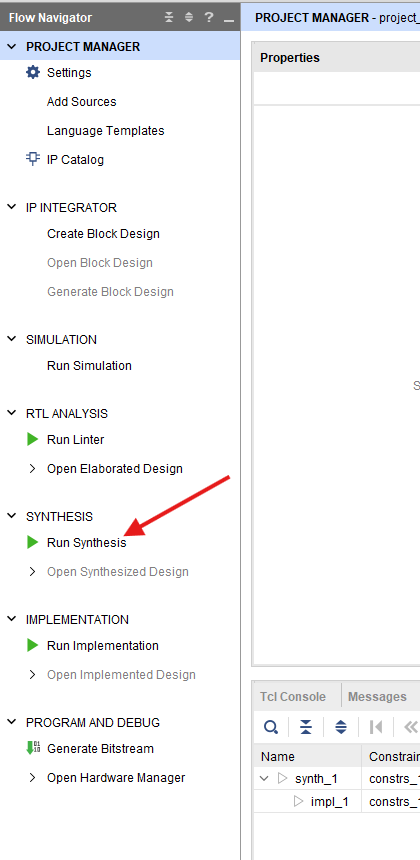 Flow Navigator
?
PROJECT MANAGER - project_
PROJECT MANAGER
Settings
Add Sources
Language Templates
IP Catalog
IP INTEGRATOR
Create Block Design
Open Block Design
Generate Block Design
SIMULATION
Run Simulation
RTL ANALYSIS
Run Linter
Open Elaborated Design
SYNTHESIS
Run Synthesis
Open Synthesized Design
IMPLEMENTATION
Run Implementation
Open Implemented Design
PROGRAM AND DEBUG
Generate Bitstream
Open Hardware Manager
Properties
S
Tcl Console Messages
Name Constrain
synth_1 constrs_
impl_1 constrs_